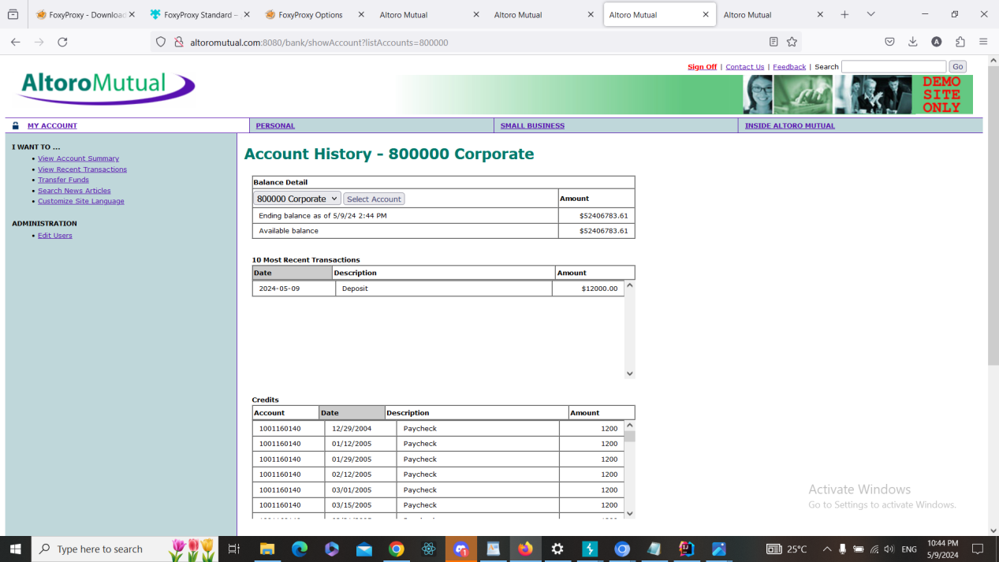 FoxyProxy - Download
FoxyProxy Standard –
FoxyProxy Options
Altoro Mutual
Altoro Mutual
Altoro Mutual
Altoro Mutual
altoromutual.com:8080/bank/showAccount?listAccounts=800000
A
Sign Off | Contact Us | Feedback | Search
Go
AltoroMutual
DEMO
SITE
ONLY
MY ACCOUNT
PERSONAL
SMALL BUSINESS
INSIDE ALTORO MUTUAL
I WANT TO ...
• View Account Summary
• View Recent Transactions
• Transfer Funds
• Search News Articles
• Customize Site Language
ADMINISTRATION
• Edit Users
Account History - 800000 Corporate
Balance Detail
800000 Corporate Select Account Amount
Ending balance as of 5/9/24 2:44 PM $52406783.61
Available balance $52406783.61
10 Most Recent Transactions
Date Description Amount
2024-05-09 Deposit $12000.00
Credits
Account Date Description Amount
1001160140 12/29/2004 Paycheck 1200
1001160140 01/12/2005 Paycheck 1200
1001160140 01/29/2005 Paycheck 1200
1001160140 02/12/2005 Paycheck 1200
1001160140 03/01/2005 Paycheck 1200
1001160140 03/15/2005 Paycheck 1200
Activate Windows
Go to Settings to activate Windows.
Type here to search
25°C
ENG
10:44 PM
5/9/2024